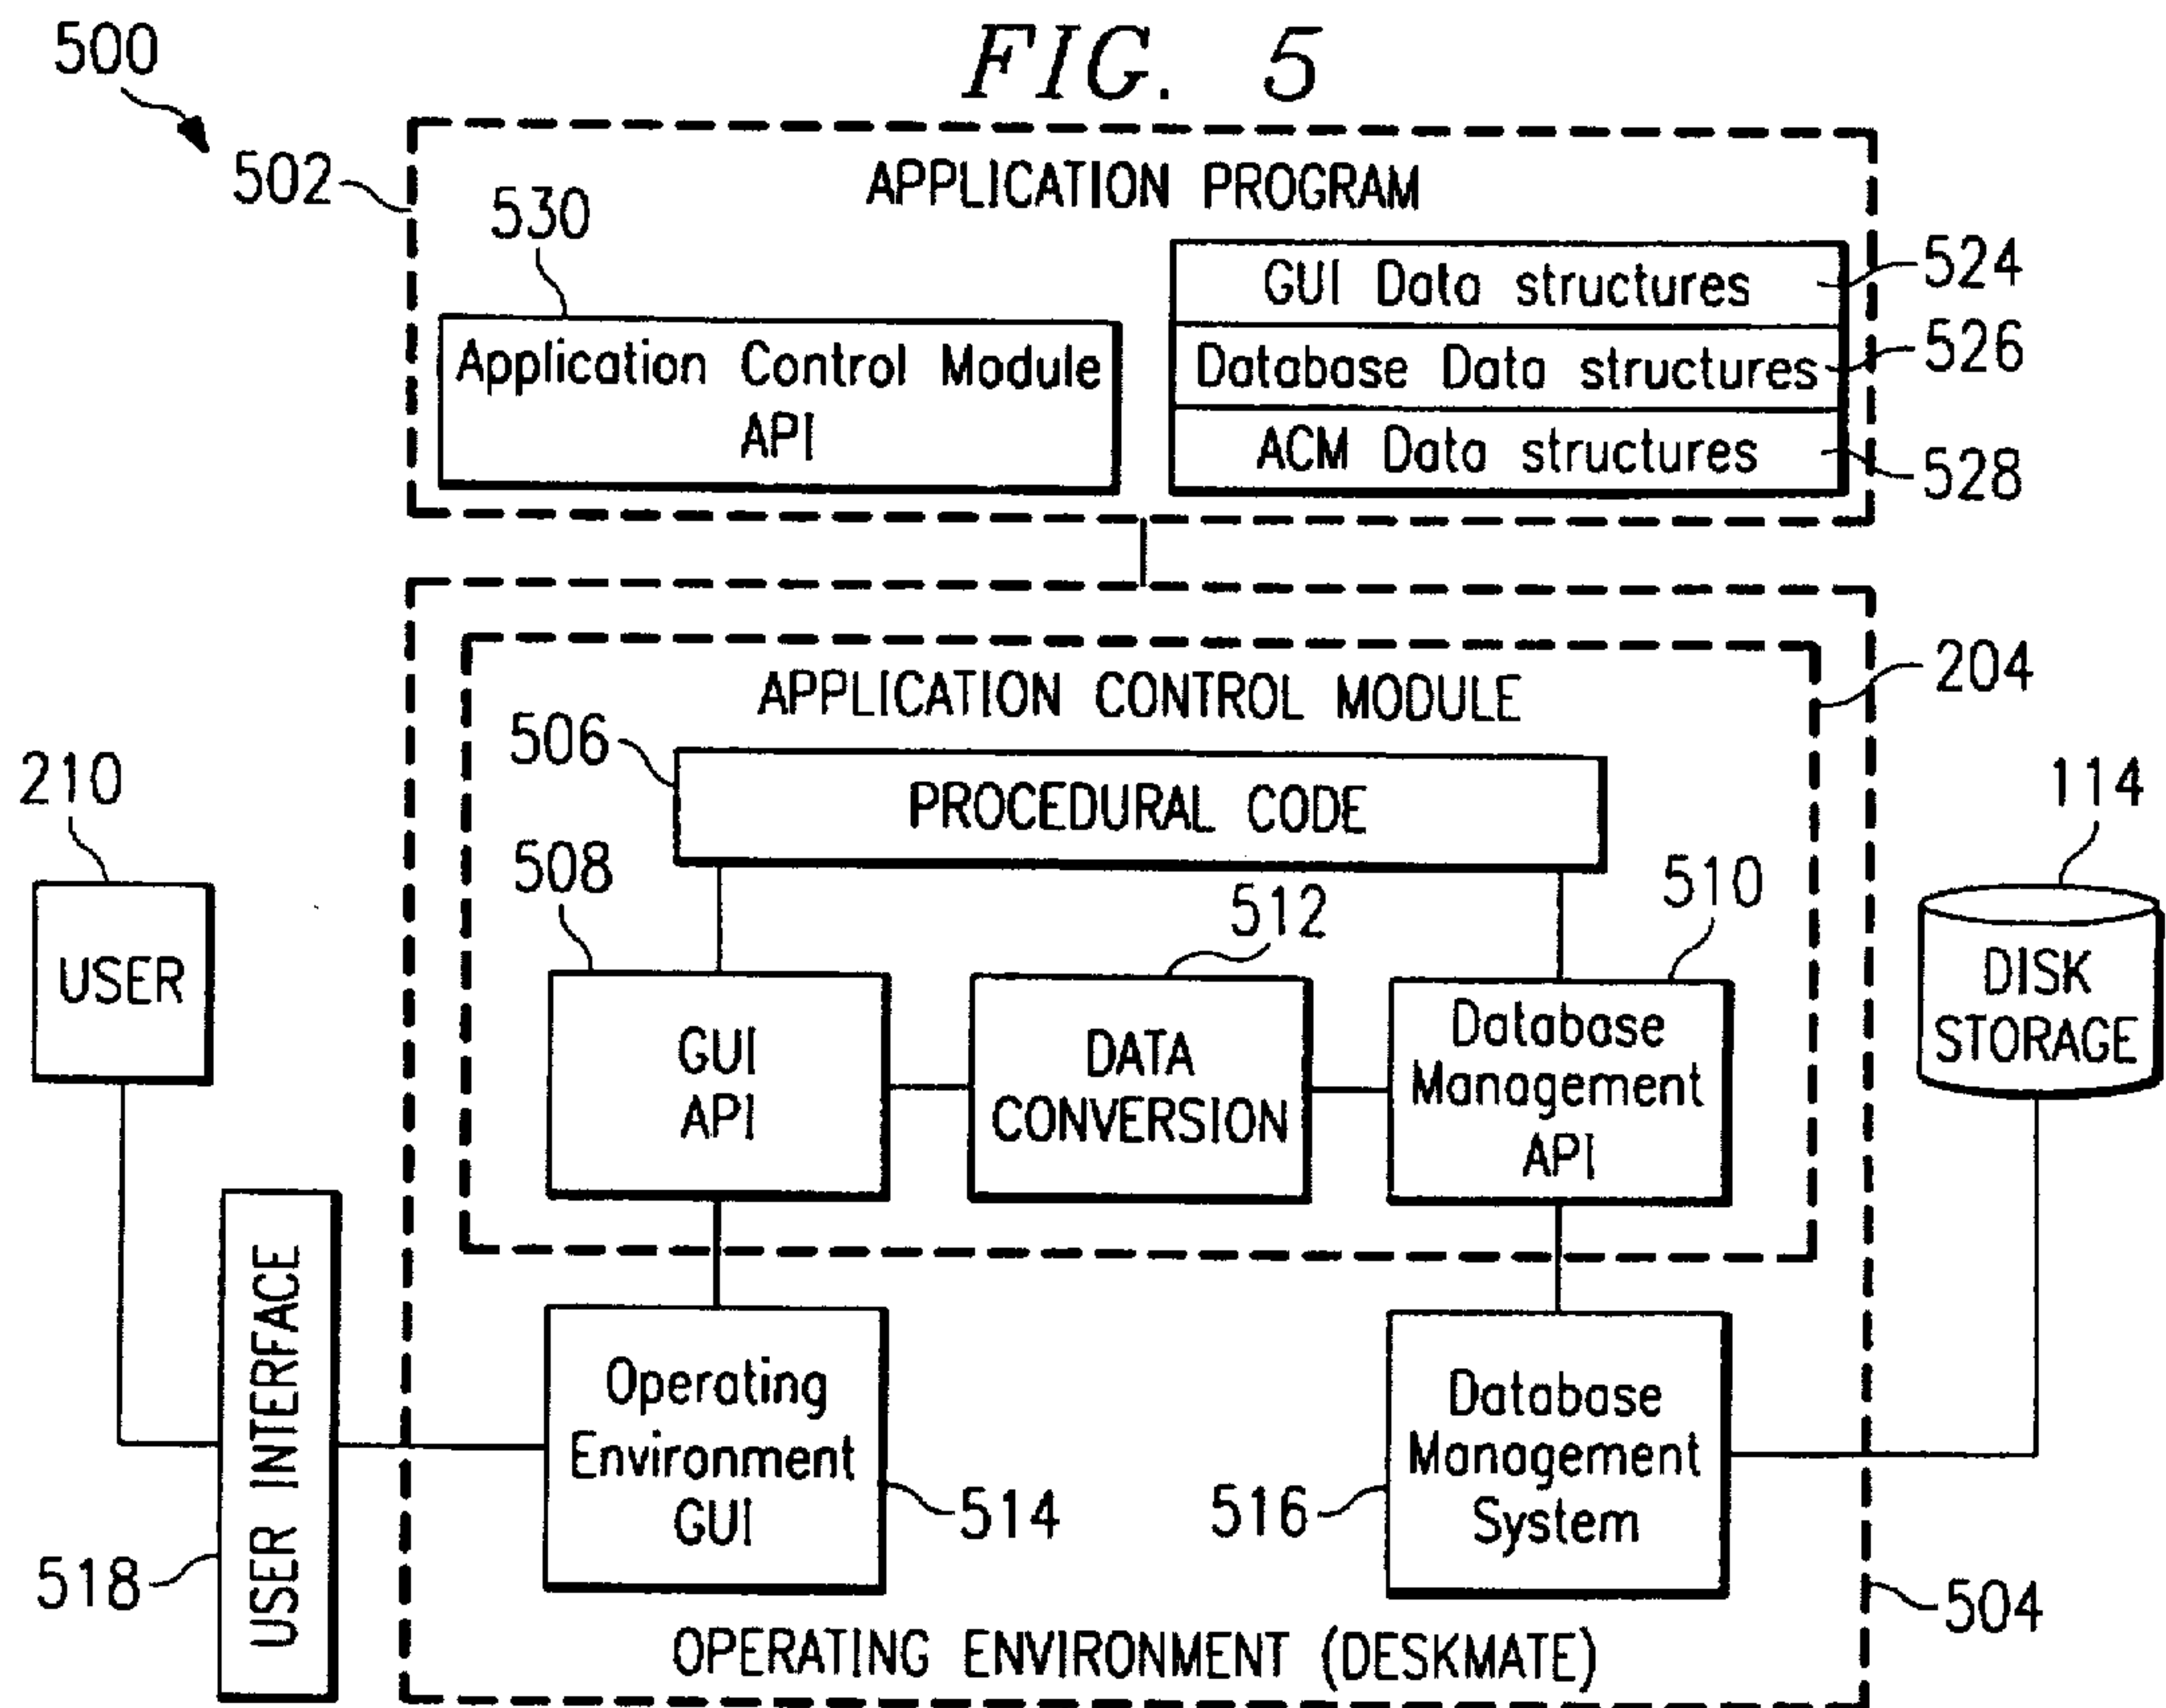 500
FIG. 5
502
APPLICATION PROGRAM
530
Application Control Module
API
GUI Data structures
524
Database Data structures
526
ACM Data structures
528
204
APPLICATION CONTROL MODULE
506
PROCEDURAL CODE
210
USER
508
512
510
114
GUI
API
DATA
CONVERSION
Database
Management
API
DISK
STORAGE
USER INTERFACE
518
Operating
Environment
GUI
514
516
Database
Management
System
504
OPERATING ENVIRONMENT (DESKMATE)